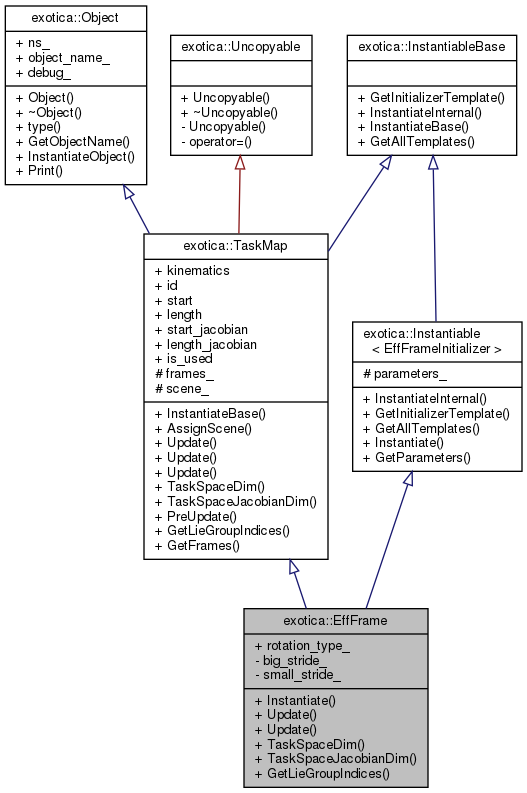 exotica::Object
+ ns_
+ object_name_
+ debug_
+ Object()
+ ~Object()
+ type()
+ GetObjectName()
+ InstantiateObject()
+ Print()
exotica::Uncopyable
+ Uncopyable()
+ ~Uncopyable()
- Uncopyable()
- operator=()
exotica::InstantiableBase
+ GetInitializerTemplate()
+ InstantiateInternal()
+ InstantiateBase()
+ GetAllTemplates()
exotica::TaskMap
+ kinematics
+ id
+ start
+ length
+ start_jacobian
+ length_jacobian
+ is_used
# frames_
# scene_
+ InstantiateBase()
+ AssignScene()
+ Update()
+ Update()
+ Update()
+ TaskSpaceDim()
+ TaskSpaceJacobianDim()
+ PreUpdate()
+ GetLieGroupIndices()
+ GetFrames()
exotica::Instantiable
< EffFrameInitializer >
# parameters_
+ InstantiateInternal()
+ GetInitializerTemplate()
+ GetAllTemplates()
+ Instantiate()
+ GetParameters()
exotica::EffFrame
+ rotation_type_
- big_stride_
- small_stride_
+ Instantiate()
+ Update()
+ Update()
+ TaskSpaceDim()
+ TaskSpaceJacobianDim()
+ GetLieGroupIndices()